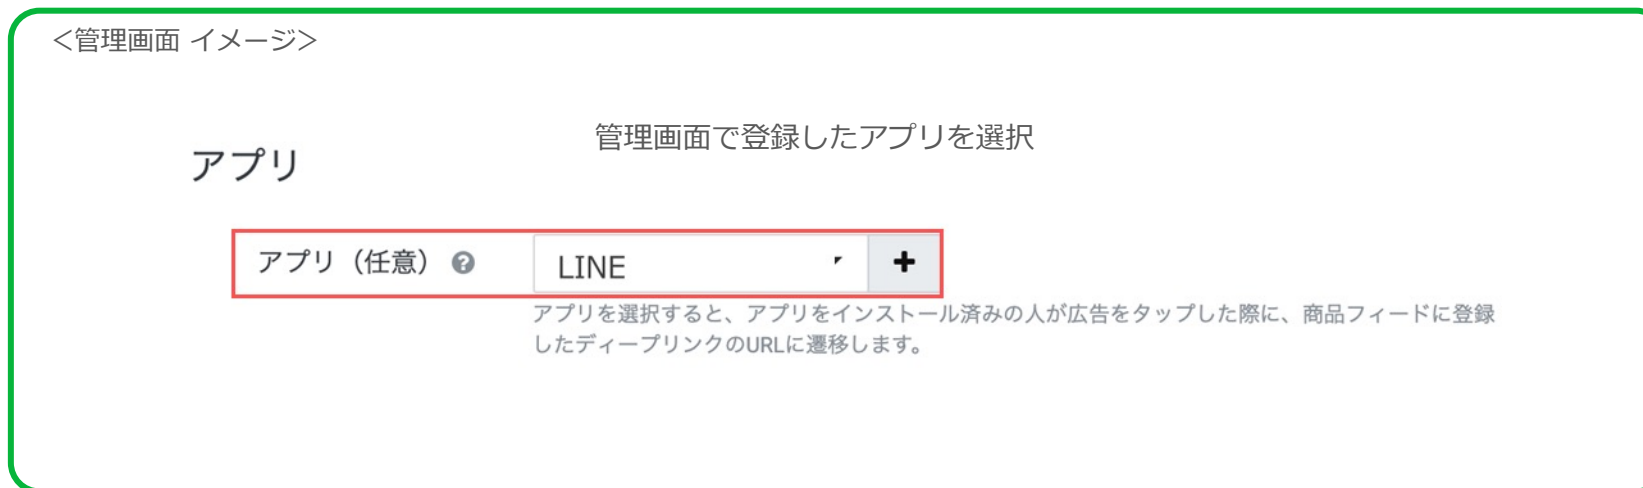 ＜管理画面 イメージ＞
管理画面で登録したアプリを選択
アプリ
アプリ（任意）
LINE
アプリを選択すると、アプリをインストール済みの人が広告をタップした際に、商品フィードに登録
したディープリンクのURLに遷移します。